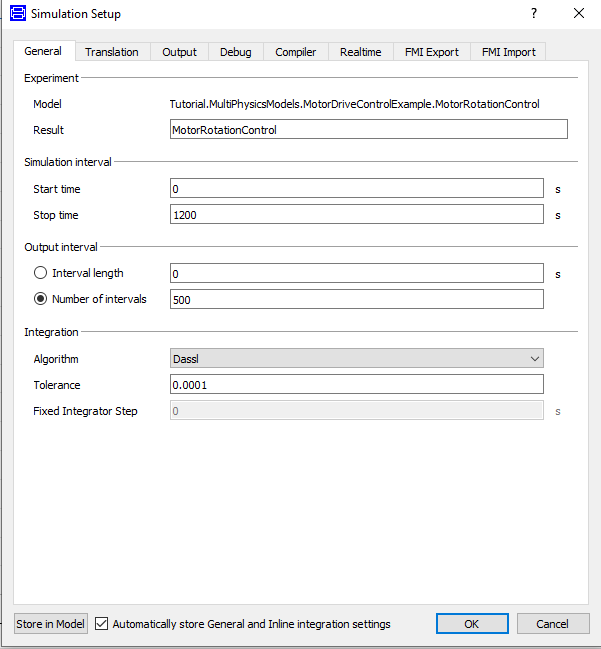 Simulation Setup ?
General Translation Output Debug Compiler Realtime FMI Export FMI Import
Experiment
Model Tutorial.MultiPhysicsModels.MotorDriveControlExample.MotorRotationControl
Result MotorRotationControl
Simulation interval
Start time 0 s
Stop time 1200 s
Output interval
Interval length 0 s
Number of intervals 500
Integration
Algorithm Dassl
Tolerance 0.0001
Fixed Integrator Step 0 s
Store in Model Automatically store General and Inline integration settings OK Cancel